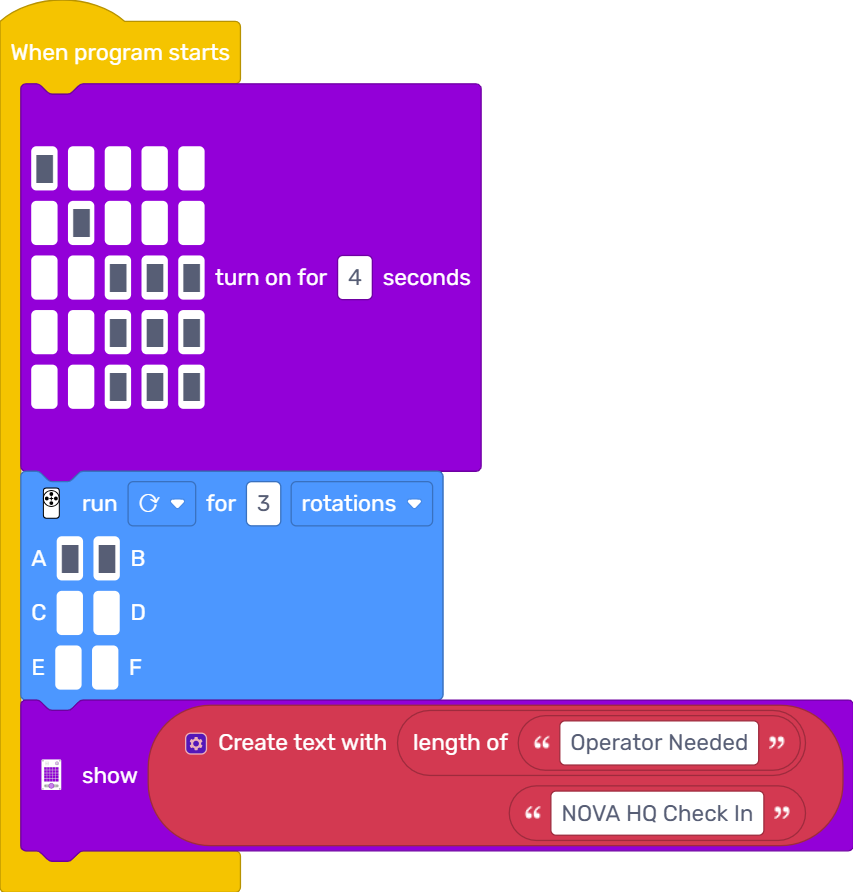 When program starts
turn on for 4 seconds
run for 3 rotations
A B
C D
E F
show Create text with length of “ Operator Needed ”
“ NOVA HQ Check In ”